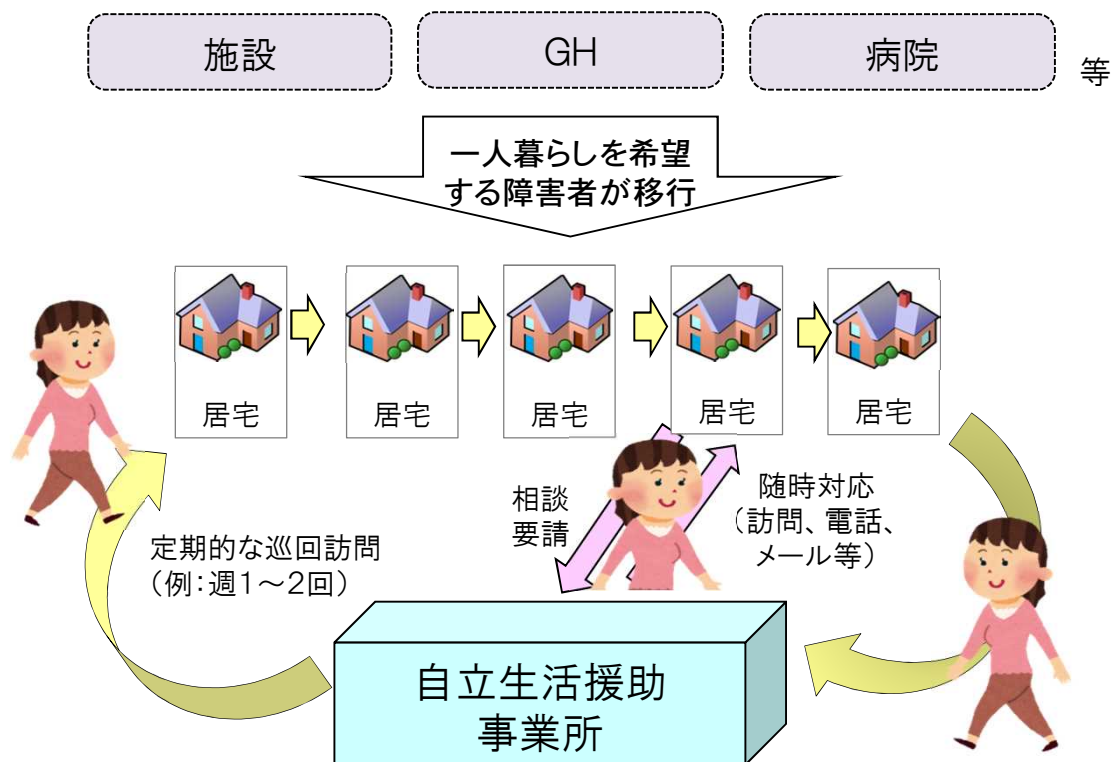 施設
GH
病院
等
一人暮らしを希望
する障害者が移行
居宅
居宅
居宅
居宅
居宅
相談
要請
随時対応
（訪問、電話、
メール等）
定期的な巡回訪問
（例：週1～2回）
自立生活援助
事業所